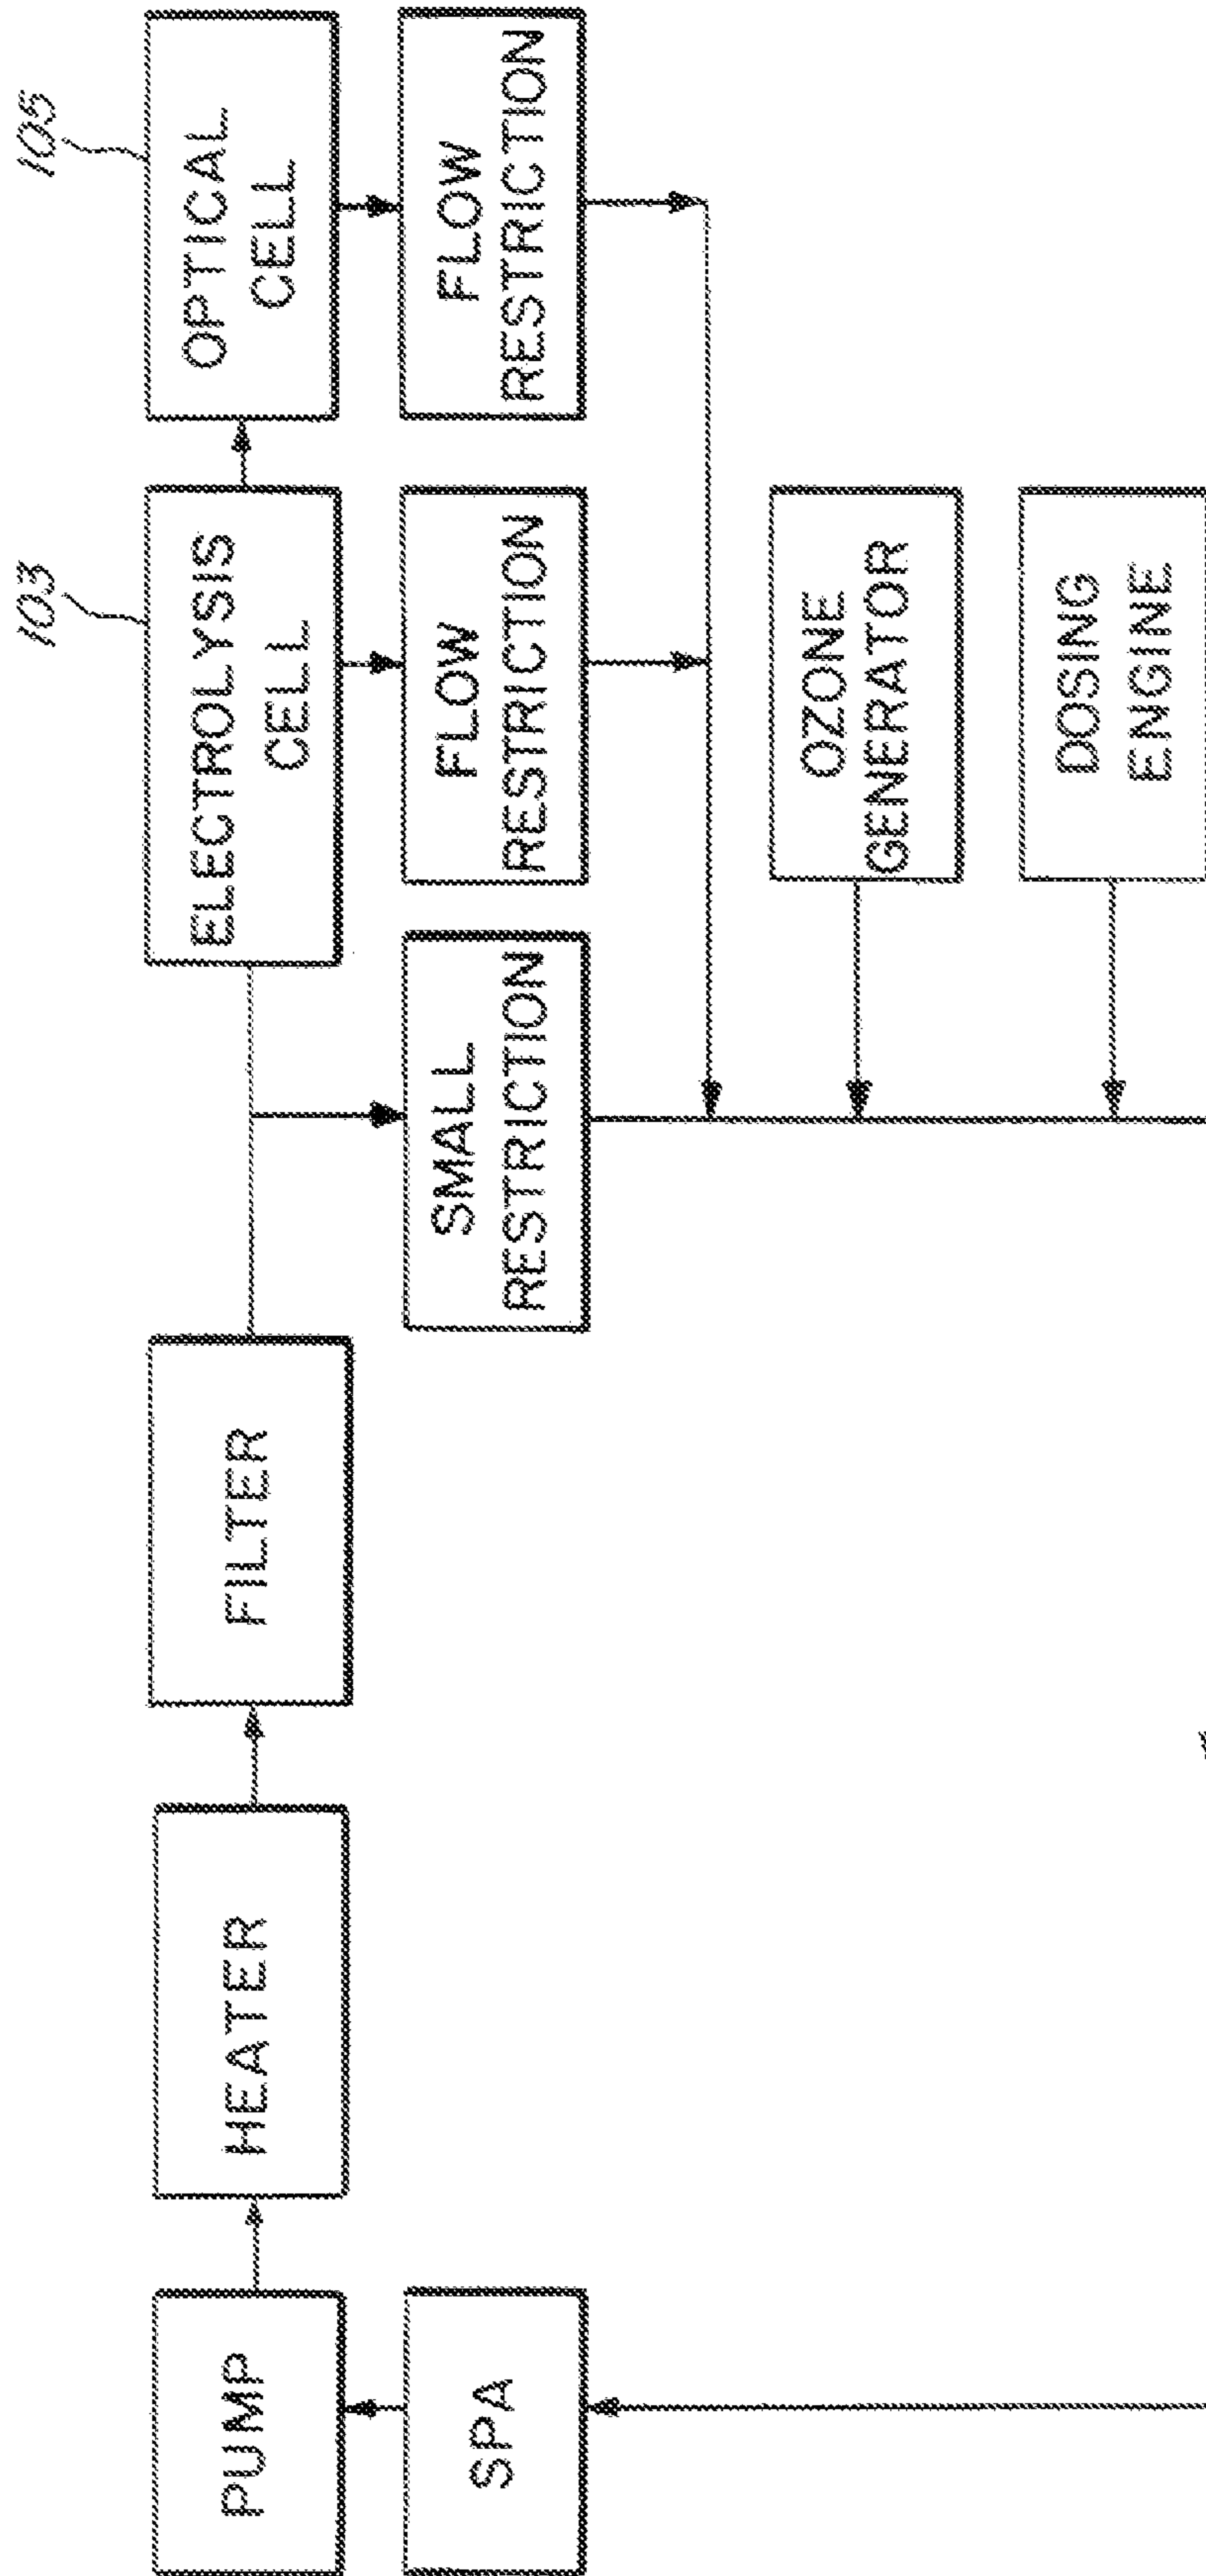 105
103
PUMP
HEATER
FILTER
ELECTROLYSIS
CELL
OPTICAL
CELL
SPA
SMALL
RESTRICTION
FLOW
RESTRICTION
FLOW
RESTRICTION
OZONE
GENERATOR
DOSING
ENGINE